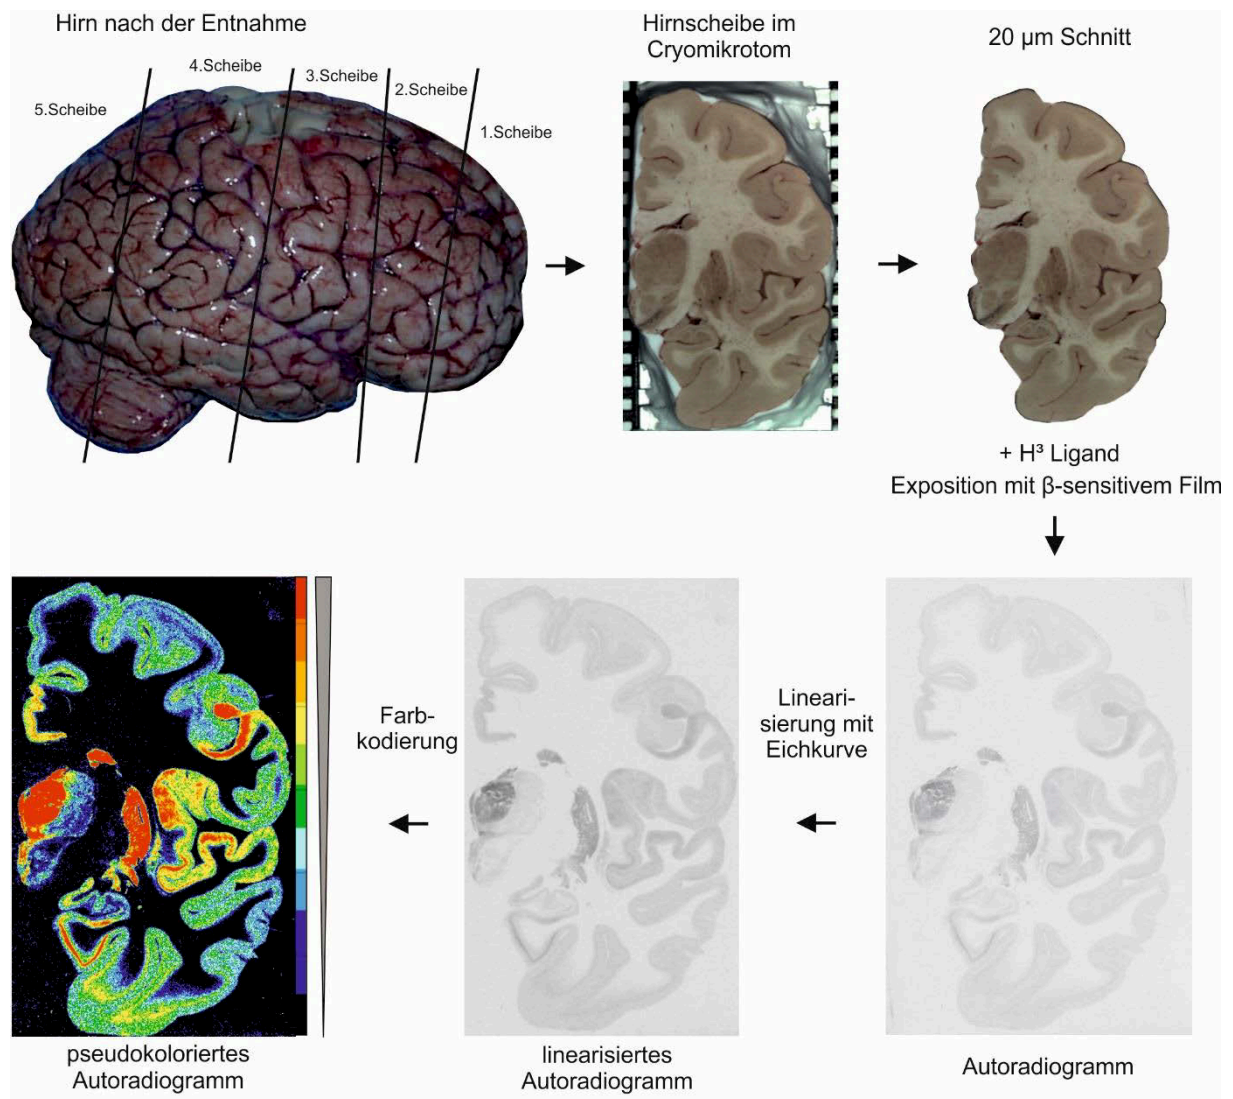 Hirn nach der Entnahme
5.Scheibe
4.Scheibe
3.Scheibe
2.Scheibe
1.Scheibe
Hirnscheibe im
Cryomikrotom
20 µm Schnitt
+ H³ Ligand
Exposition mit β-sensitivem Film
Autoradiogramm
Lineari-
sierung mit
Eichkurve
linearisiertes
Autoradiogramm
Farb-
kodierung
pseudokoloriertes
Autoradiogramm